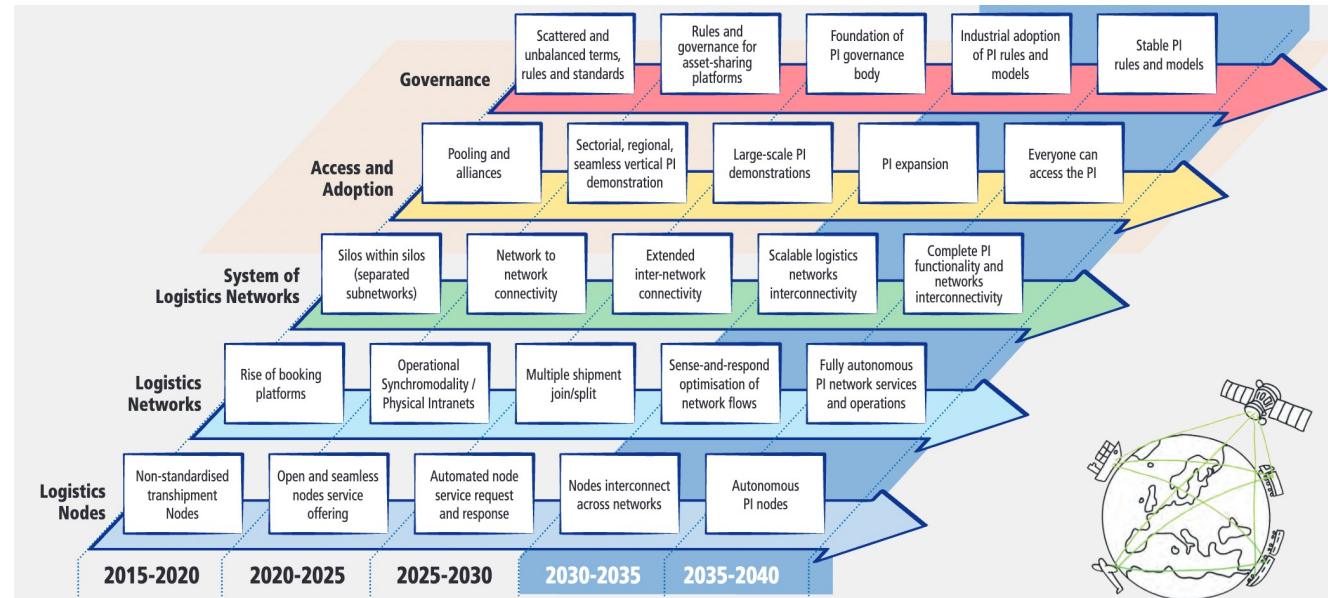 Governance
Scattered and
unbalanced terms,
rules and standards
Rules and
governance for
asset-sharing
platforms
Foundation of
PI governance
body
Industrial adoption
of PI rules and
models
Stable PI
rules and models
Access and
Adoption
Pooling and
alliances
Sectorial, regional,
seamless vertical PI
demonstration
Large-scale PI
demonstrations
PI expansion
Everyone can
access the PI
System of
Logistics Networks
Silos within silos
(separated
subnetworks)
Network to
network
connectivity
Extended
inter-network
connectivity
Scalable logistics
networks
interconnectivity
Complete PI
functionality and
networks
interconnectivity
Logistics
Networks
Rise of booking
platforms
Operational
Synchromodality /
Physical Intranets
Multiple shipment
join/split
Sense-and-respond
optimisation of
network flows
Fully autonomous
PI network services
and operations
Logistics
Nodes
Non-standardised
transhipment
Nodes
Open and seamless
nodes service
offering
Automated node
service request
and response
Nodes interconnect
across networks
Autonomous
PI nodes
2015-2020
2020-2025
2025-2030
2030-2035
2035-2040